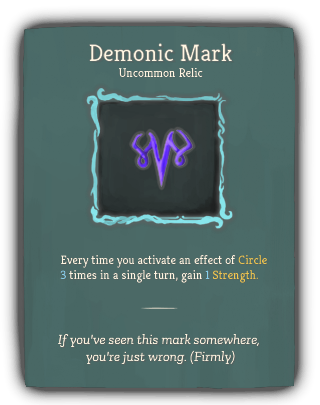 Demonic Mark
Uncommon Relic
Every time you activate an effect of Circle
3 times in a single turn, gain 1 Strength.
If you've seen this mark somewhere,
you're just wrong. (Firmly)